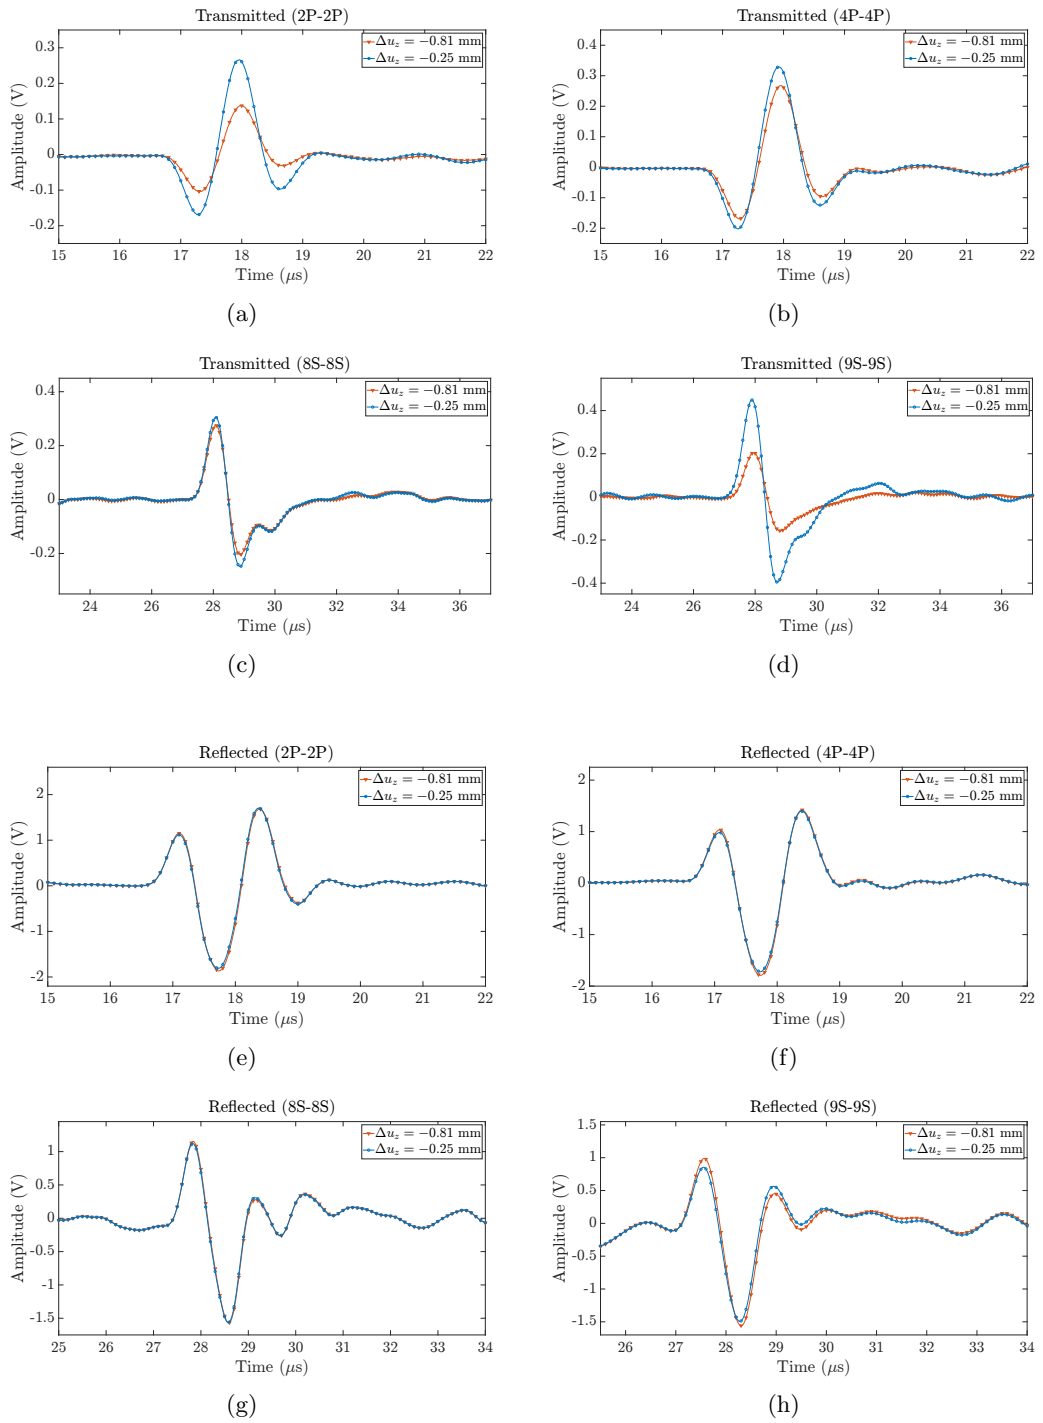 Transmitted (2P-2P)
Amplitude (V)
0.3
0.2
0.1
0
-0.1
-0.2
Δu_z = −0.81 mm
Δu_z = −0.25 mm
15 16 17 18 19 20 21 22
Time (μs)
(a)
Transmitted (4P-4P)
Amplitude (V)
0.4
0.3
0.2
0.1
0
-0.1
-0.2
Δu_z = −0.81 mm
Δu_z = −0.25 mm
15 16 17 18 19 20 21 22
Time (μs)
(b)
Transmitted (8S-8S)
Amplitude (V)
0.4
0.2
0
-0.2
Δu_z = −0.81 mm
Δu_z = −0.25 mm
24 26 28 30 32 34 36
Time (μs)
(c)
Transmitted (9S-9S)
Amplitude (V)
0.4
0.2
0
-0.2
-0.4
Δu_z = −0.81 mm
Δu_z = −0.25 mm
24 26 28 30 32 34 36
Time (μs)
(d)
Reflected (2P-2P)
Amplitude (V)
2
1
0
-1
-2
Δu_z = −0.81 mm
Δu_z = −0.25 mm
15 16 17 18 19 20 21 22
Time (μs)
(e)
Reflected (4P-4P)
Amplitude (V)
2
1
0
-1
-2
Δu_z = −0.81 mm
Δu_z = −0.25 mm
15 16 17 18 19 20 21 22
Time (μs)
(f)
Reflected (8S-8S)
Amplitude (V)
1
0.5
0
-0.5
-1
-1.5
Δu_z = −0.81 mm
Δu_z = −0.25 mm
25 26 27 28 29 30 31 32 33 34
Time (μs)
(g)
Reflected (9S-9S)
Amplitude (V)
1.5
1
0.5
0
-0.5
-1
-1.5
Δu_z = −0.81 mm
Δu_z = −0.25 mm
26 27 28 29 30 31 32 33 34
Time (μs)
(h)